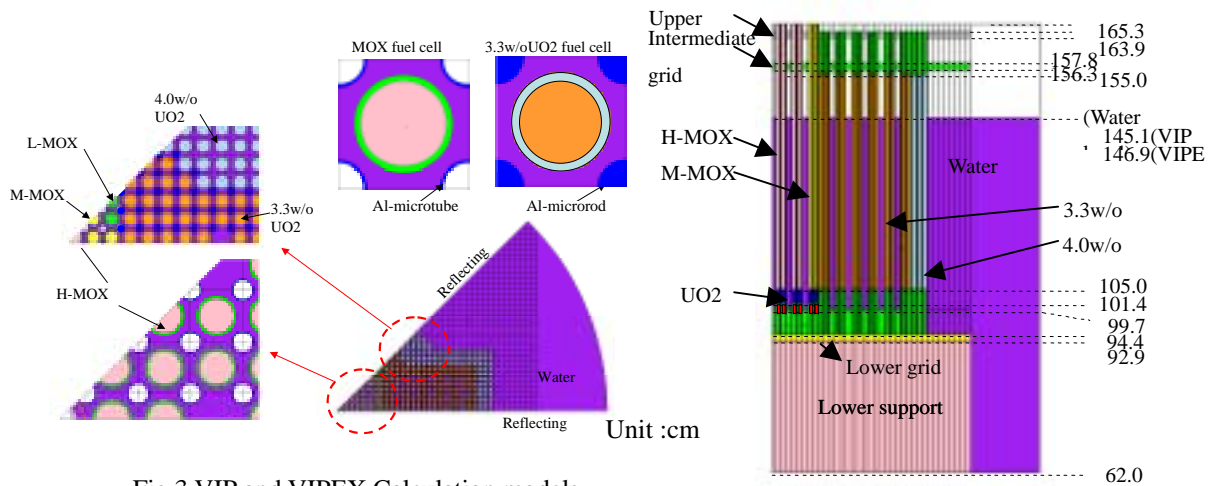 MOX fuel cell
3.3w/oUO2 fuel cell
4.0w/o
UO2
L-MOX
M-MOX
3.3w/o
UO2
H-MOX
Al-microtube
Al-microrod
Reflecting
Water
Reflecting
Unit :cm
Upper
Intermediate
grid
H-MOX
M-MOX
UO2
Water
3.3w/o
4.0w/o
Lower grid
Lower support
165.3
163.9
157.8
156.3
155.0
(Water
145.1(VIP
146.9(VIPE
105.0
101.4
99.7
94.4
92.9
62.0
Fig.3 VIP and VIPEX Calculation models